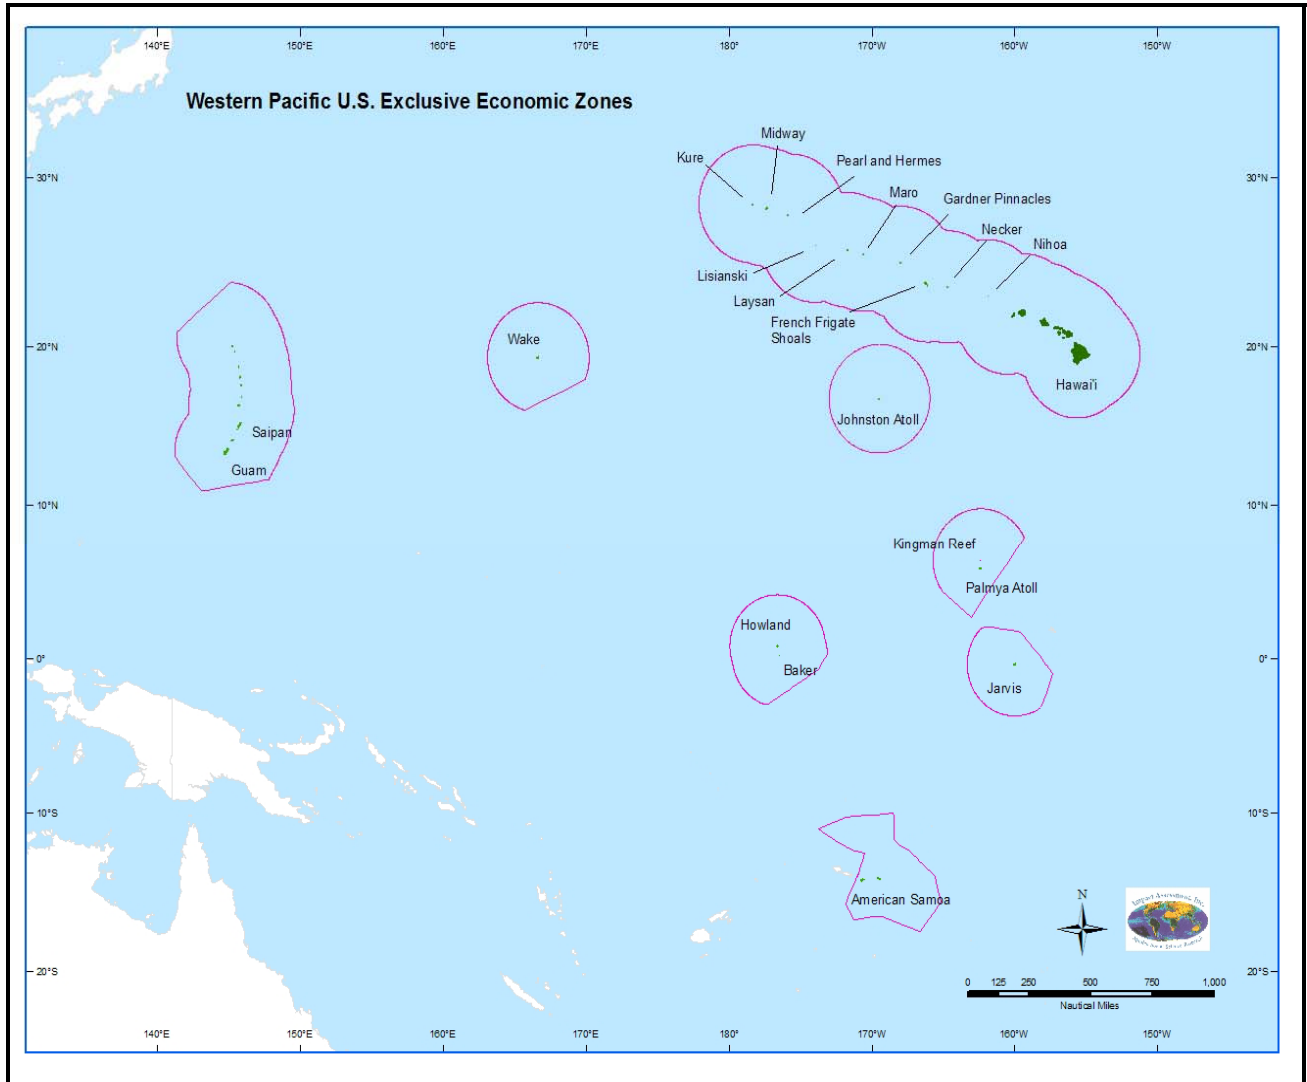 140°E 150°E 160°E 170°E 180° 170°W 160°W 150°W
Western Pacific U.S. Exclusive Economic Zones
Midway
Kure
Pearl and Hermes
Maro
Gardner Pinnacles
Necker
Nihoa
30°N 30°N
Lisianski
Laysan
French Frigate
Shoals
Wake
20°N 20°N
Hawai'i
Johnston Atoll
Saipan
Guam
10°N 10°N
Kingman Reef
Palmya Atoll
Howland
Baker
0° 0°
Jarvis
10°S 10°S
American Samoa
N
Impact Assessment, Inc.
20°S 20°S
0 125 250 500 750 1,000
Nautical Miles
140°E 150°E 160°E 170°E 180° 170°W 160°W 150°W